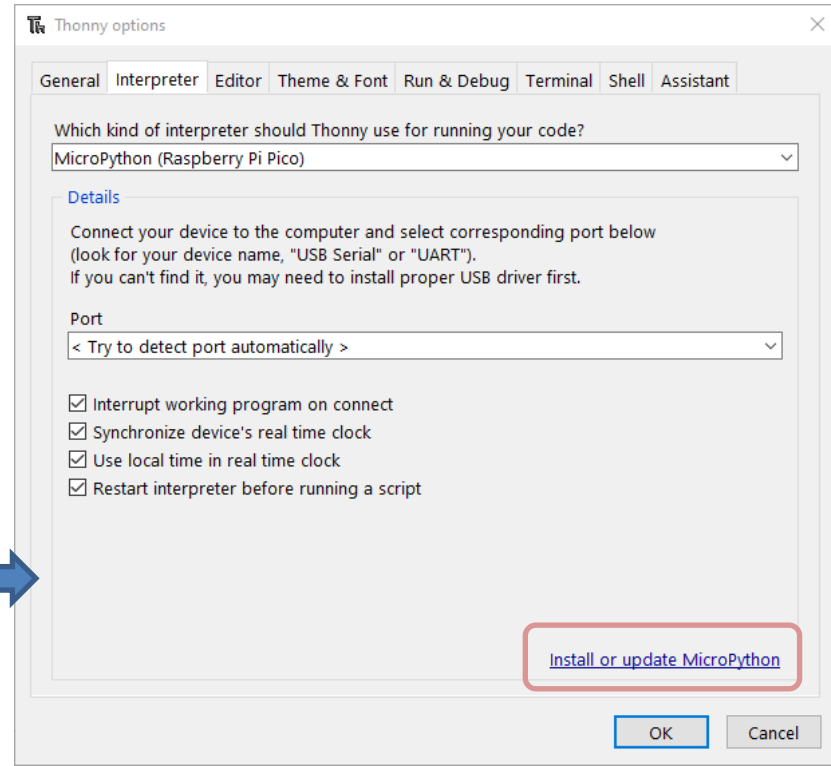 Thonny options
General Interpreter Editor Theme & Font Run & Debug Terminal Shell Assistant
Which kind of interpreter should Thonny use for running your code?
MicroPython (Raspberry Pi Pico)
Details
Connect your device to the computer and select corresponding port below
(look for your device name, "USB Serial" or "UART").
If you can't find it, you may need to install proper USB driver first.
Port
< Try to detect port automatically >
Interrupt working program on connect
Synchronize device's real time clock
Use local time in real time clock
Restart interpreter before running a script
Install or update MicroPython
OK Cancel